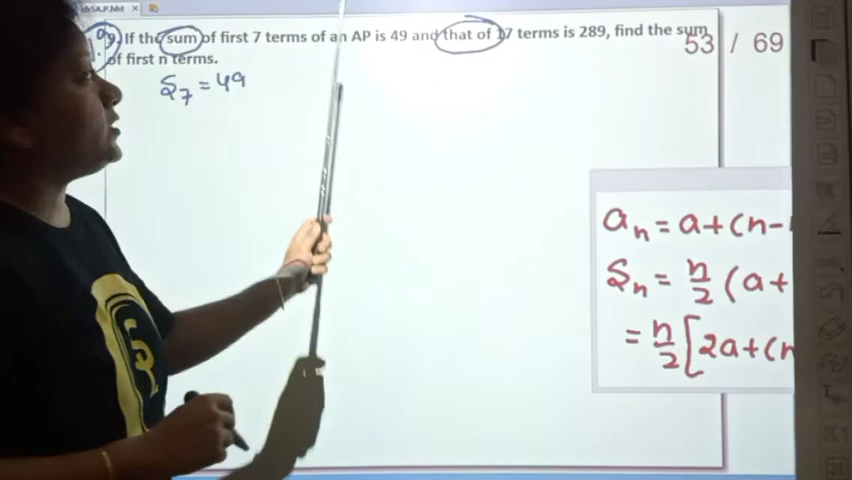 9. If the sum of first 7 terms of an AP is 49 and that of 17 terms is 289, find the sum
of first n terms.
53 / 69
S₇ = 49
aₙ = a+(n-
Sₙ = n/2 (a+
= n/2 [2a+(n